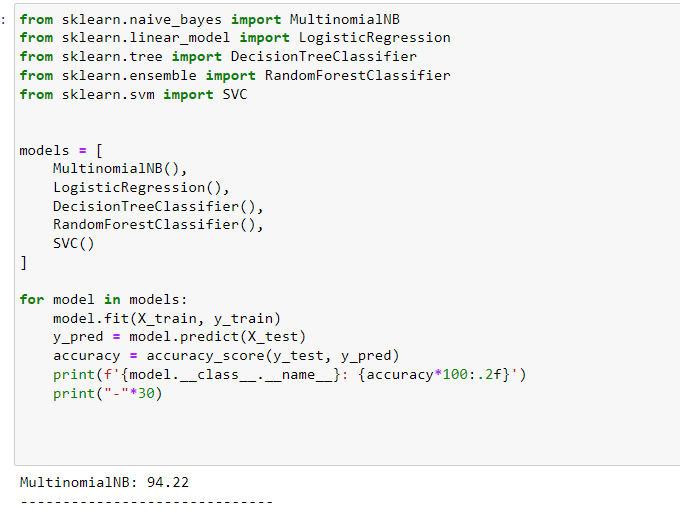 :
from sklearn.naive_bayes import MultinomialNB
from sklearn.linear_model import LogisticRegression
from sklearn.tree import DecisionTreeClassifier
from sklearn.ensemble import RandomForestClassifier
from sklearn.svm import SVC
models = [
    MultinomialNB(),
    LogisticRegression(),
    DecisionTreeClassifier(),
    RandomForestClassifier(),
    SVC()
]
for model in models:
    model.fit(X_train, y_train)
    y_pred = model.predict(X_test)
    accuracy = accuracy_score(y_test, y_pred)
    print(f'{model.__class__.__name__}: {accuracy*100:.2f}')
    print("-"*30)
MultinomialNB: 94.22
------------------------------